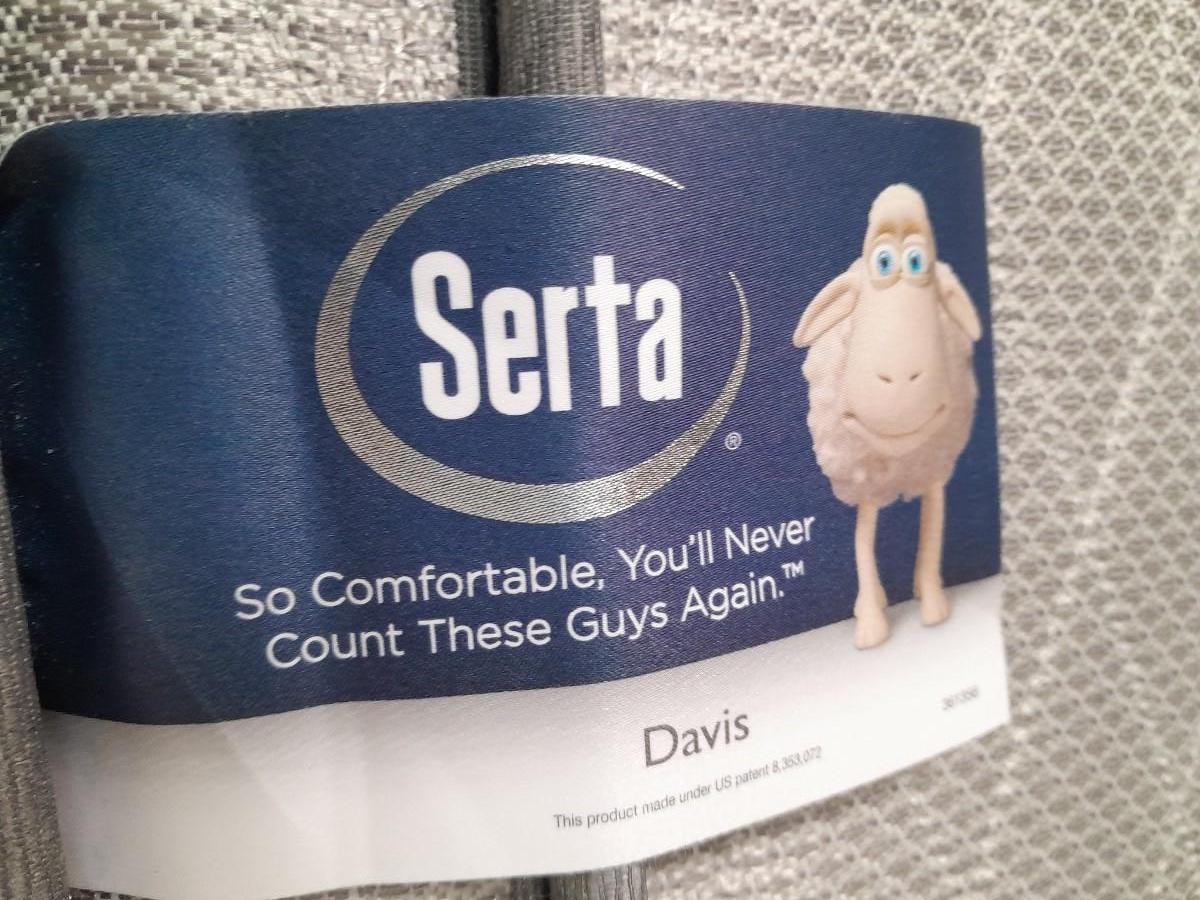 Serta
®
So Comfortable, You'll Never
Count These Guys Again.™
Davis
This product made under US patent 8,353,072